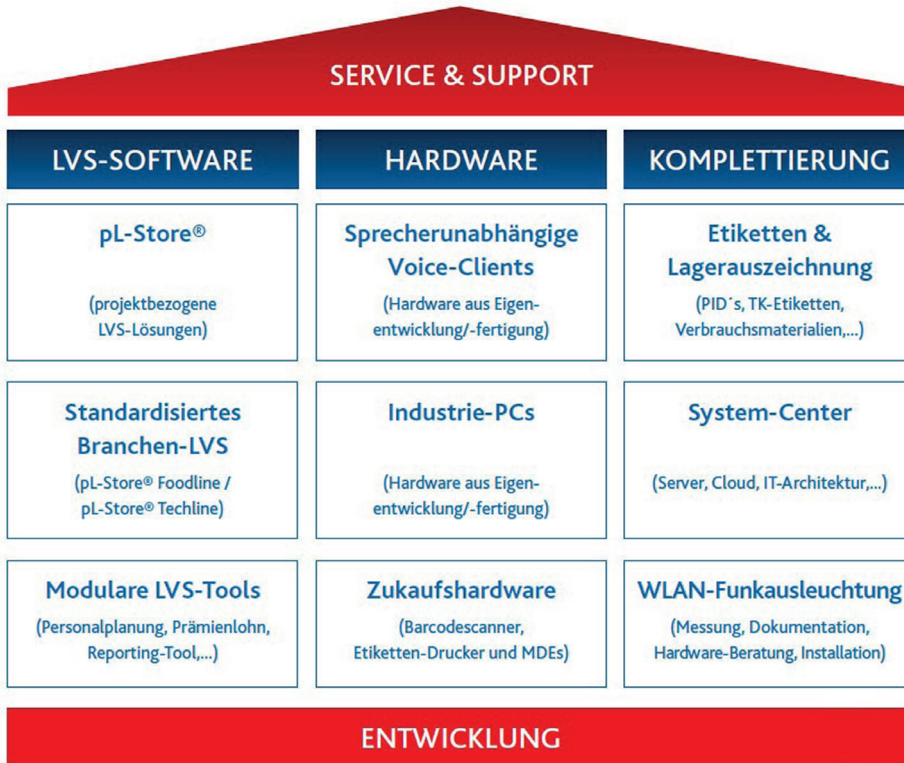 SERVICE & SUPPORT
LVS-SOFTWARE
HARDWARE
KOMPLETTIERUNG
pL-Store®
(projektbezogene
LVS-Lösungen)
Sprecherunabhängige
Voice-Clients
(Hardware aus Eigen-
entwicklung/-fertigung)
Etiketten &
Lagerauszeichnung
(PID´s, TK-Etiketten,
Verbrauchsmaterialien,...)
Standardisiertes
Branchen-LVS
(pL-Store® Foodline /
pL-Store® Techline)
Industrie-PCs
(Hardware aus Eigen-
entwicklung/-fertigung)
System-Center
(Server, Cloud, IT-Architektur,...)
Modulare LVS-Tools
(Personalplanung, Prämienlohn,
Reporting-Tool,...)
Zukaufshardware
(Barcodescanner,
Etiketten-Drucker und MDEs)
WLAN-Funkausleuchtung
(Messung, Dokumentation,
Hardware-Beratung, Installation)
ENTWICKLUNG